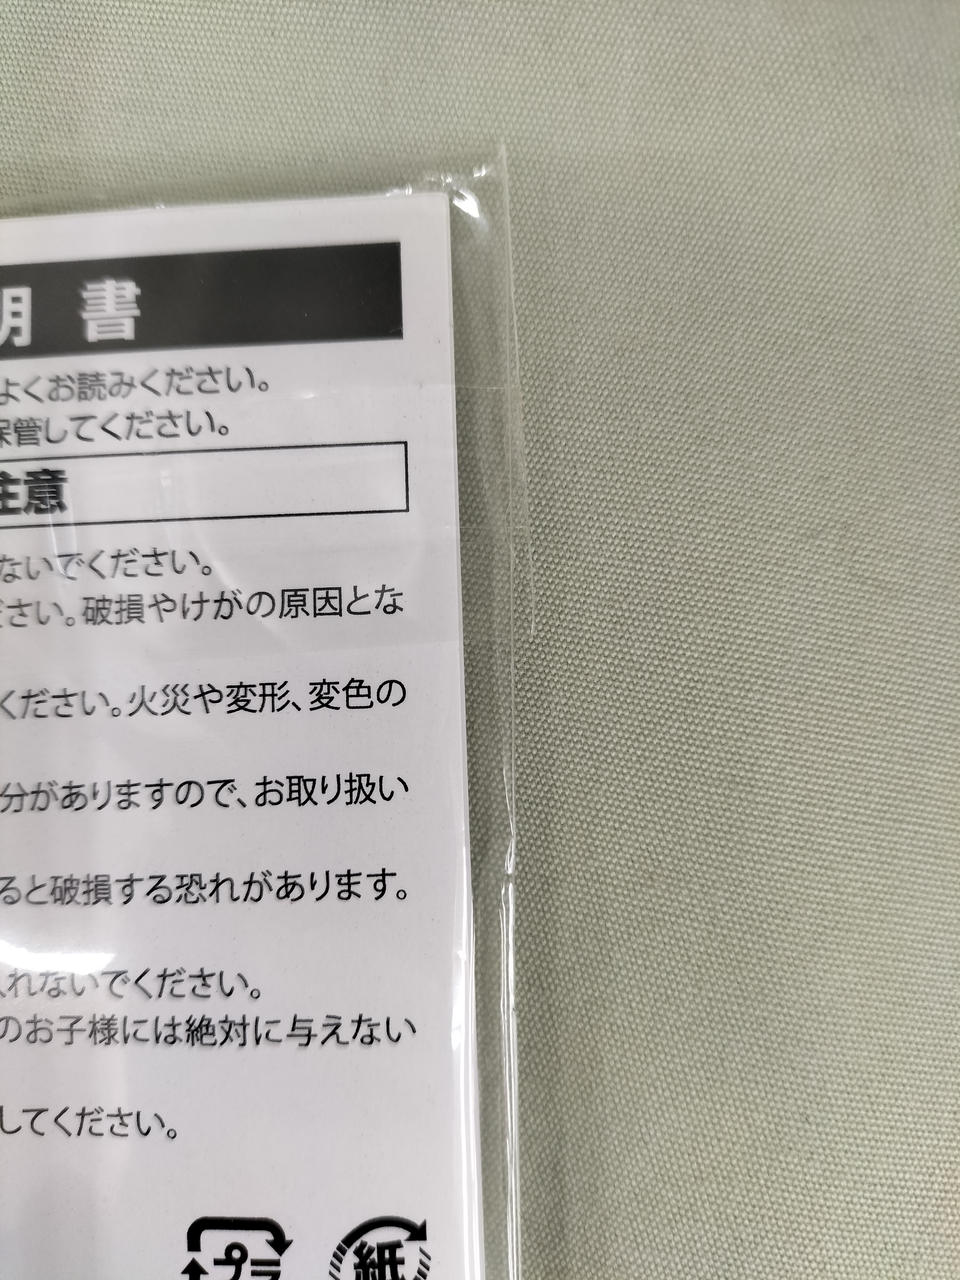 明 書
よくお読みください。
保管してください。
注意
ないでください。
ださい。破損やけがの原因とな
ください。火災や変形、変色の
分がありますので、お取り扱い
ると破損する恐れがあります。
入れないでください。
のお子様には絶対に与えない
してください。
プラ 紙